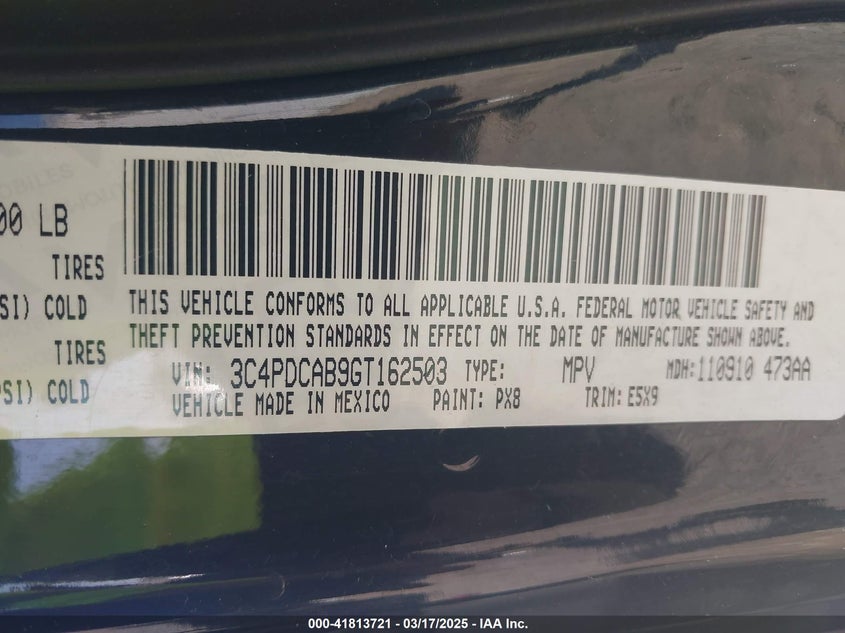 00 LB
TIRES
SI) COLD
TIRES
PSI) COLD
THIS VEHICLE CONFORMS TO ALL APPLICABLE U.S.A. FEDERAL MOTOR VEHICLE SAFETY AND
THEFT PREVENTION STANDARDS IN EFFECT ON THE DATE OF MANUFACTURE SHOWN ABOVE.
VIN: 3C4PDCAB9GT162503 TYPE: MPV MDH: 110910 473AA
VEHICLE MADE IN MEXICO PAINT: PX8 TRIM: E5X9
000-41813721 - 03/17/2025 - IAA Inc.